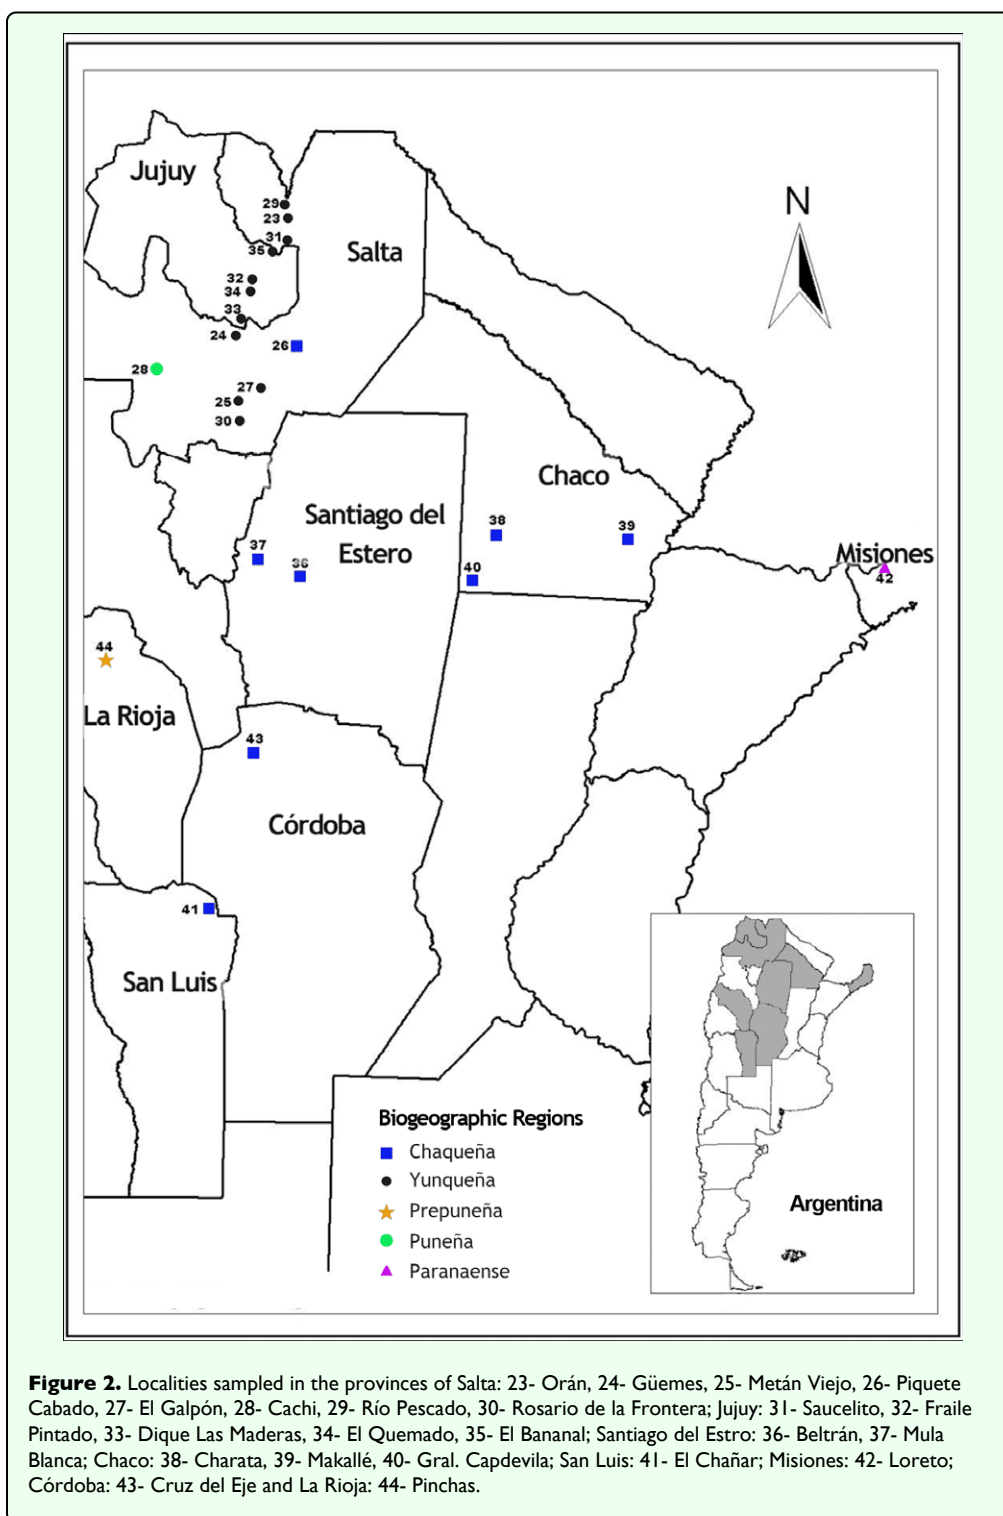 Jujuy
N
29
23
31
Salta
35
32
34
33
24
26
28
27
25
30
Chaco
Santiago del
Estero
38
39
37
36
40
Misiones
42
44
La Rioja
43
Córdoba
41
San Luis
Biogeographic Regions
Chaqueña
Yunqueña
Prepuneña
Puneña
Paranaense
Argentina
Figure 2. Localities sampled in the provinces of Salta: 23- Orán, 24- Güemes, 25- Metán Viejo, 26- Piquete
Cabado, 27- El Galpón, 28- Cachi, 29- Río Pescado, 30- Rosario de la Frontera; Jujuy: 31- Saucelito, 32- Fraile
Pintado, 33- Dique Las Maderas, 34- El Quemado, 35- El Bananal; Santiago del Estro: 36- Beltrán, 37- Mula
Blanca; Chaco: 38- Charata, 39- Makallé, 40- Gral. Capdevila; San Luis: 41- El Chañar; Misiones: 42- Loreto;
Córdoba: 43- Cruz del Eje and La Rioja: 44- Pinchas.